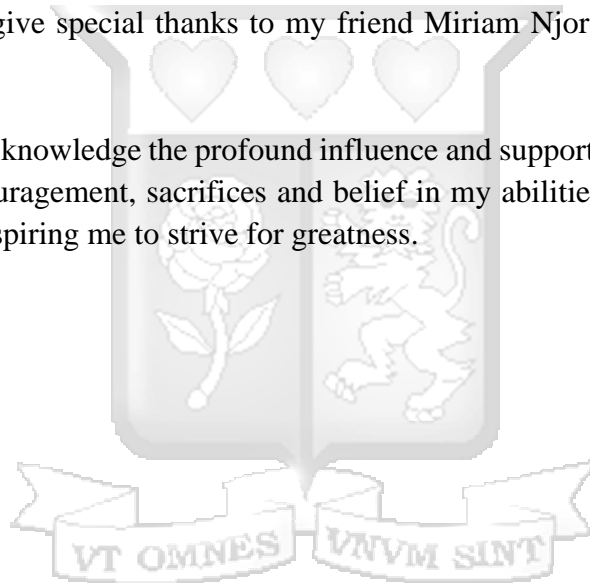 give special thanks to my friend Miriam Njor
knowledge the profound influence and support
uragement, sacrifices and belief in my abilitie
spiring me to strive for greatness.
VT OMNES VNVM SINT